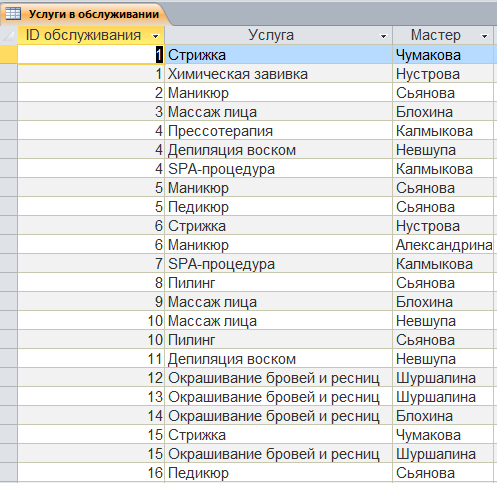 Услуги в обслуживании
ID обслуживания Услуга Мастер
1 Стрижка Чумакова
1 Химическая завивка Нустрова
2 Маникюр Сьянова
3 Массаж лица Блохина
4 Прессотерапия Калмыкова
4 Депиляция воском Невшупа
4 SPA-процедура Калмыкова
5 Маникюр Сьянова
5 Педикюр Сьянова
6 Стрижка Нустрова
6 Маникюр Александрина
7 SPA-процедура Калмыкова
8 Пилинг Сьянова
9 Массаж лица Блохина
10 Массаж лица Невшупа
10 Пилинг Сьянова
11 Депиляция воском Невшупа
12 Окрашивание бровей и ресниц Шуршалина
13 Окрашивание бровей и ресниц Шуршалина
14 Окрашивание бровей и ресниц Блохина
15 Стрижка Чумакова
15 Окрашивание бровей и ресниц Шуршалина
16 Педикюр Сьянова